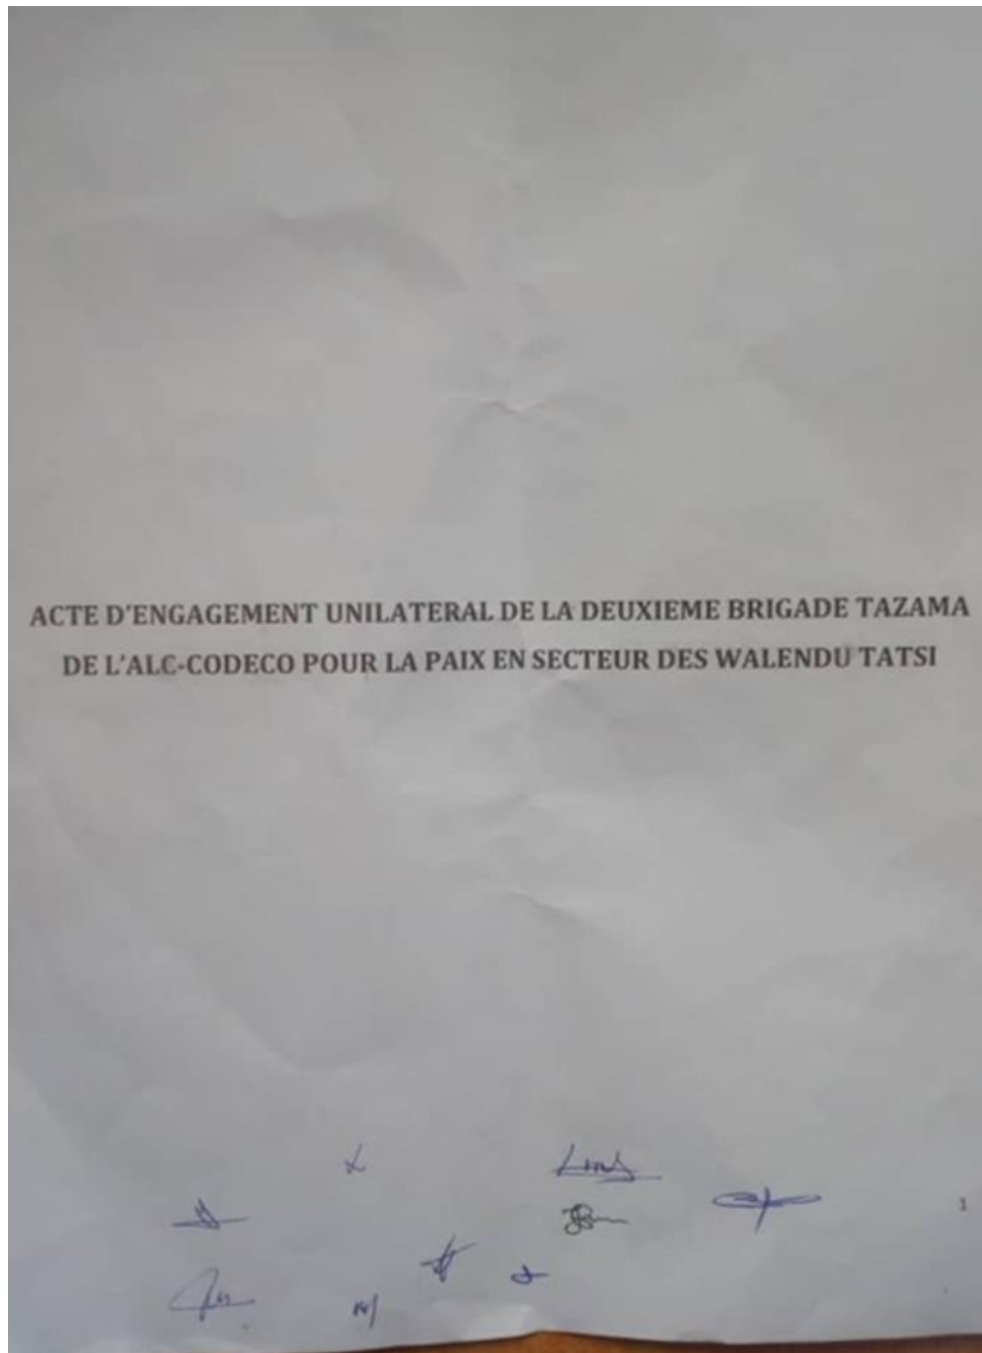 ACTE D'ENGAGEMENT UNILATERAL DE LA DEUXIEME BRIGADE TAZAMA
DE L'ALC-CODECO POUR LA PAIX EN SECTEUR DES WALENDU TATSI
1